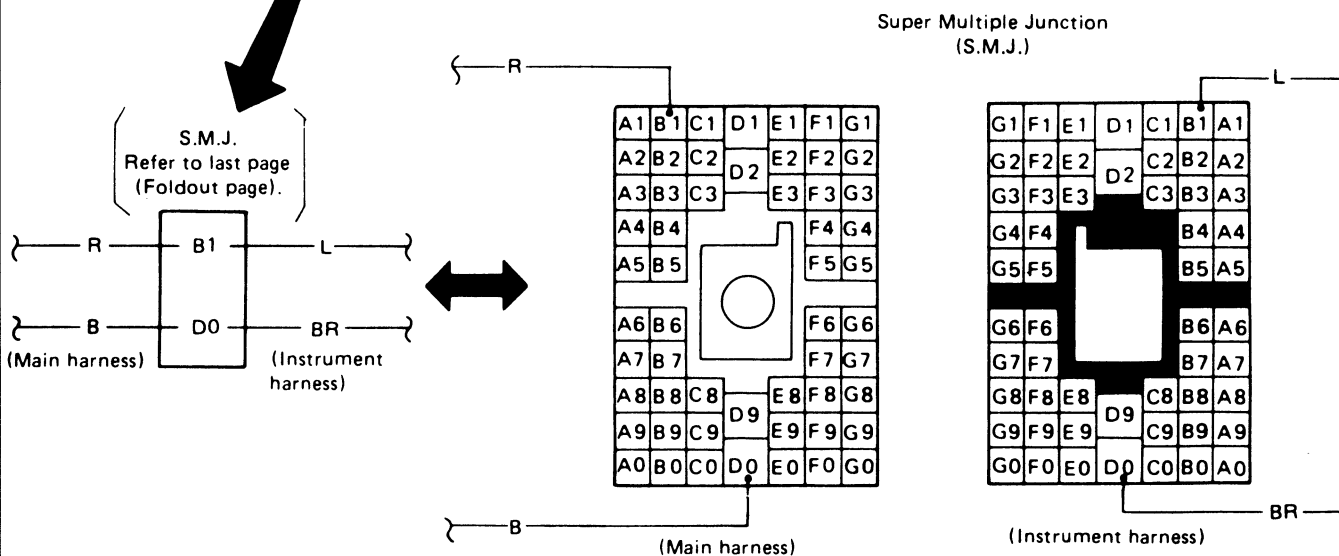 Super Multiple Junction
(S.M.J.)
R
L
S.M.J.
Refer to last page
(Foldout page).
R B1 L
B D0 BR
(Main harness)
(Instrument
harness)
A1 B1 C1 D1 E1 F1 G1
A2 B2 C2 D2 E2 F2 G2
A3 B3 C3 E3 F3 G3
A4 B4 F4 G4
A5 B5 F5 G5
A6 B6 F6 G6
A7 B7 F7 G7
A8 B8 C8 E8 F8 G8
D9
A9 B9 C9 E9 F9 G9
A0 B0 C0 D0 E0 F0 G0
B
(Main harness)
G1 F1 E1 D1 C1 B1 A1
G2 F2 E2 D2 C2 B2 A2
G3 F3 E3 C3 B3 A3
G4 F4 B4 A4
G5 F5 B5 A5
G6 F6 B6 A6
G7 F7 B7 A7
G8 F8 E8 C8 B8 A8
D9
G9 F9 E9 C9 B9 A9
G0 F0 E0 D0 C0 B0 A0
BR
(Instrument harness)